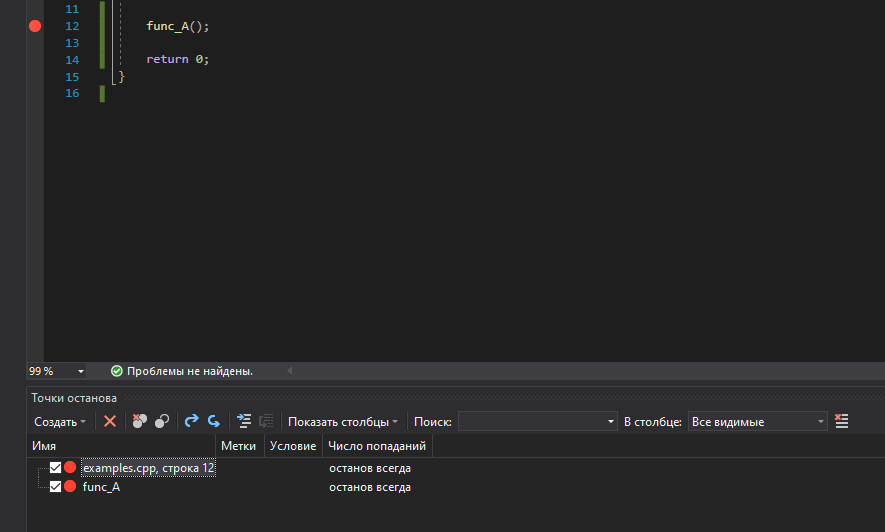 11
12 func_A();
13
14 return 0;
15 }
16
99 % Проблемы не найдены.
Точки останова
Создать Показать столбцы Поиск: В столбце: Все видимые
Имя Метки Условие Число попаданий
examples.cpp, строка 12 останов всегда
func_A останов всегда